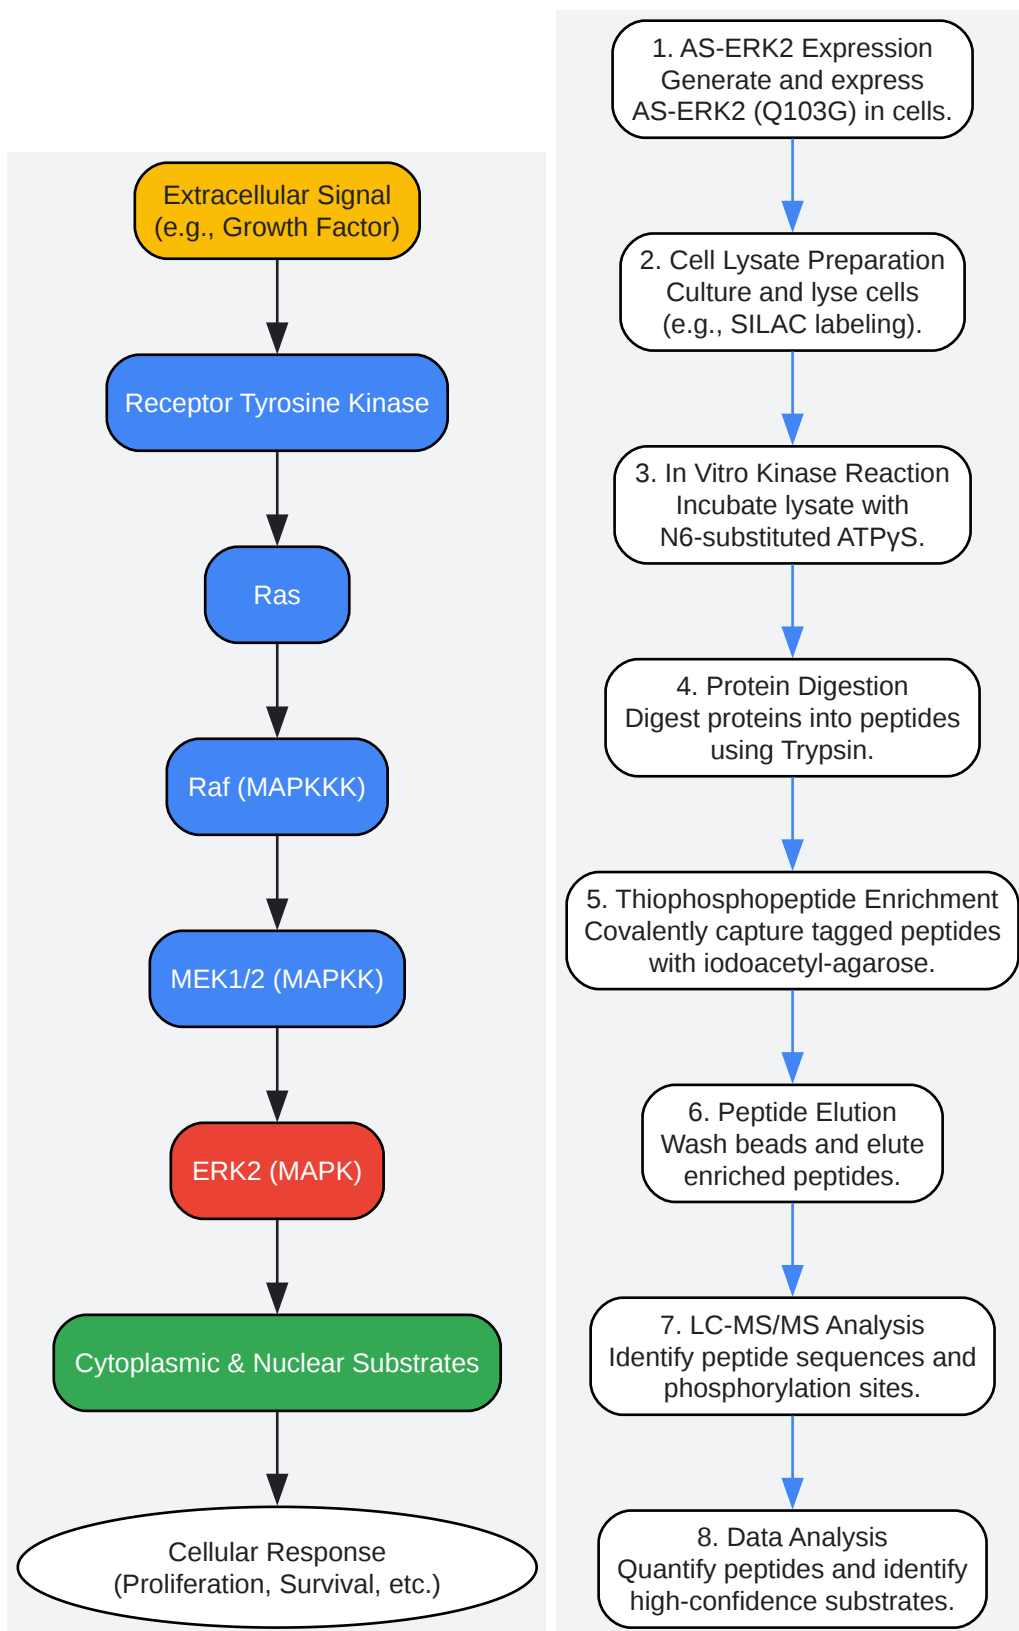 Extracellular Signal
(e.g., Growth Factor)
Receptor Tyrosine Kinase
Ras
Raf (MAPKKK)
MEK1/2 (MAPKK)
ERK2 (MAPK)
Cytoplasmic & Nuclear Substrates
Cellular Response
(Proliferation, Survival, etc.)
1. AS-ERK2 Expression
Generate and express
AS-ERK2 (Q103G) in cells.
2. Cell Lysate Preparation
Culture and lyse cells
(e.g., SILAC labeling).
3. In Vitro Kinase Reaction
Incubate lysate with
N6-substituted ATPγS.
4. Protein Digestion
Digest proteins into peptides
using Trypsin.
5. Thiophosphopeptide Enrichment
Covalently capture tagged peptides
with iodoacetyl-agarose.
6. Peptide Elution
Wash beads and elute
enriched peptides.
7. LC-MS/MS Analysis
Identify peptide sequences and
phosphorylation sites.
8. Data Analysis
Quantify peptides and identify
high-confidence substrates.